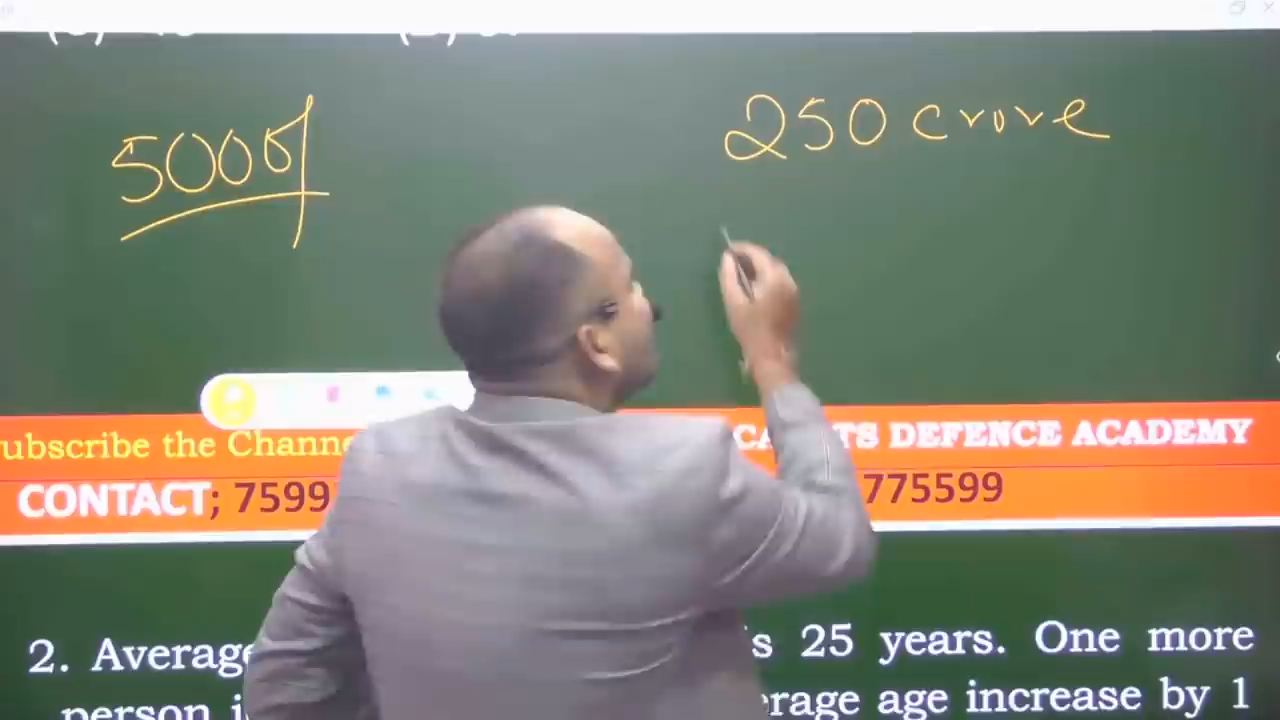 5000/
250 crore
ubscribe the Channe
TS DEFENCE ACADEMY
CONTACT; 7599 775599
2. Average s 25 years. One more
person i erage age increase by 1